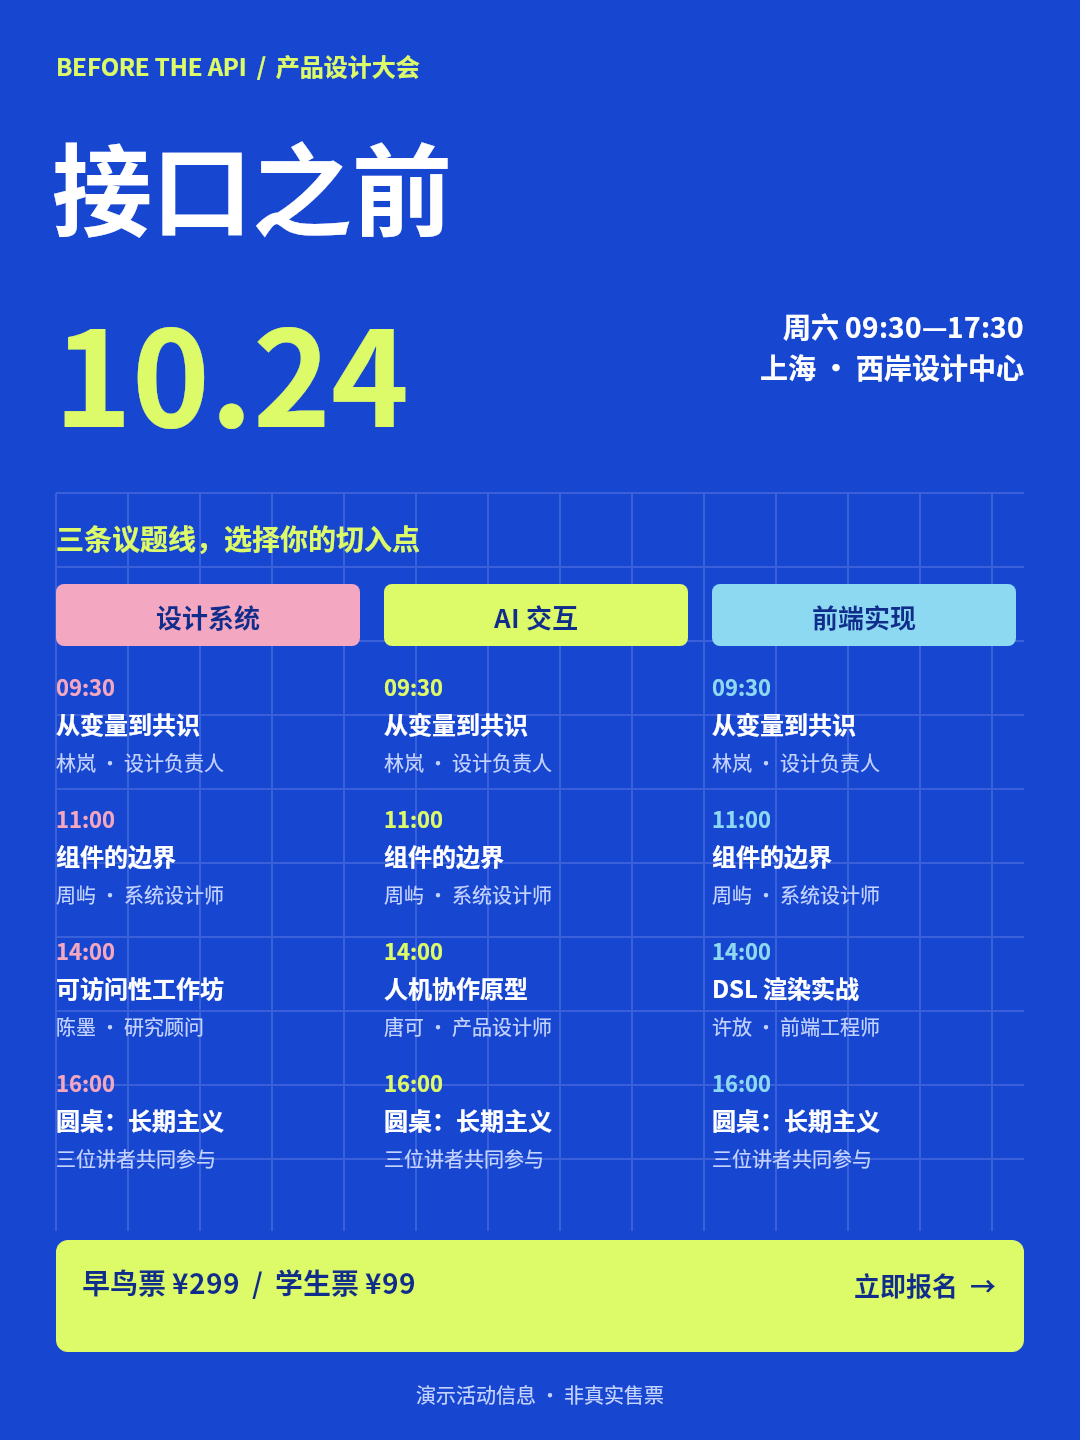 BEFORE THE API / 产品设计大会
接口之前
10.24
周六 09:30—17:30
上海 · 西岸设计中心
三条议题线，选择你的切入点
设计系统
09:30
从变量到共识
林岚 · 设计负责人
11:00
组件的边界
周屿 · 系统设计师
14:00
可访问性工作坊
陈墨 · 研究顾问
16:00
圆桌：长期主义
三位讲者共同参与
AI 交互
09:30
从变量到共识
林岚 · 设计负责人
11:00
组件的边界
周屿 · 系统设计师
14:00
人机协作原型
唐可 · 产品设计师
16:00
圆桌：长期主义
三位讲者共同参与
前端实现
09:30
从变量到共识
林岚 · 设计负责人
11:00
组件的边界
周屿 · 系统设计师
14:00
DSL 渲染实战
许放 · 前端工程师
16:00
圆桌：长期主义
三位讲者共同参与
早鸟票 ¥299 / 学生票 ¥99
立即报名 →
演示活动信息 · 非真实售票